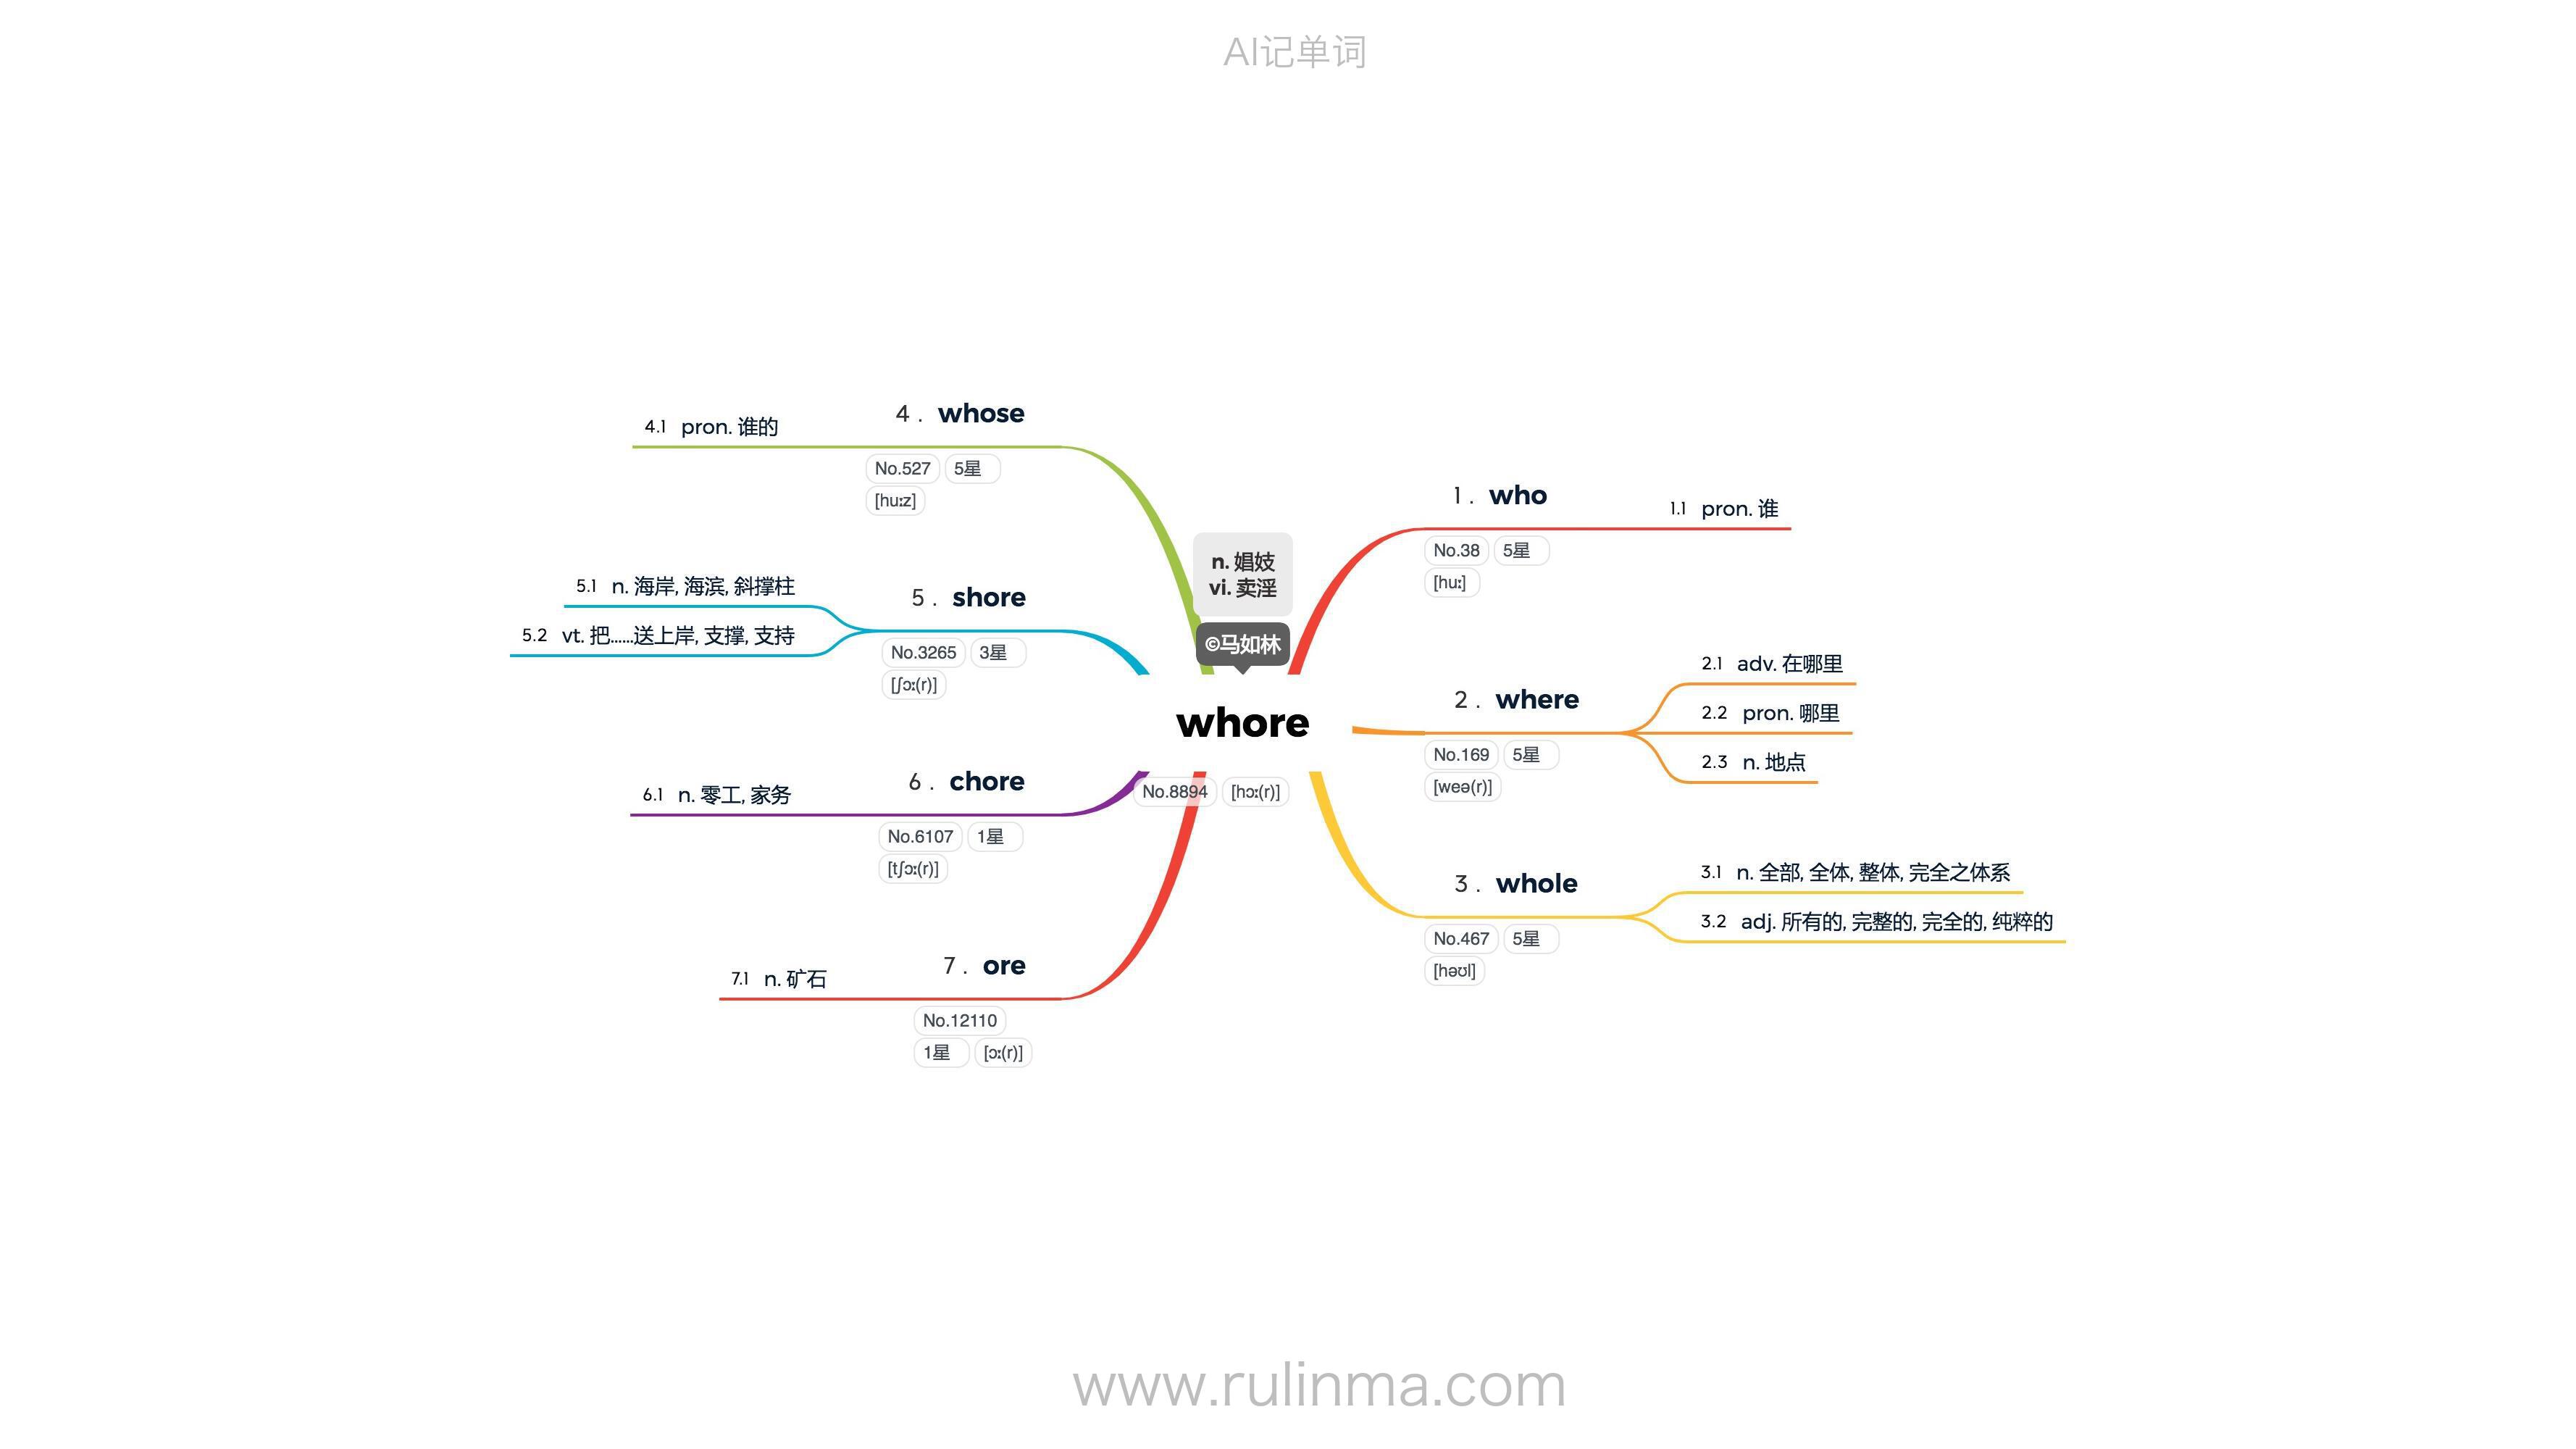 AI记单词
n. 娼妓
vi. 卖淫
©马如林
whore
No.8894 [hɔː(r)]
1 . who
No.38 5星
[huː]
1.1 pron. 谁
2 . where
No.169 5星
[weə(r)]
2.1 adv. 在哪里
2.2 pron. 哪里
2.3 n. 地点
3 . whole
No.467 5星
[həʊl]
3.1 n. 全部, 全体, 整体, 完全之体系
3.2 adj. 所有的, 完整的, 完全的, 纯粹的
4 . whose
No.527 5星
[huːz]
4.1 pron. 谁的
5 . shore
No.3265 3星
[ʃɔː(r)]
5.1 n. 海岸, 海滨, 斜撑柱
5.2 vt. 把……送上岸, 支撑, 支持
6 . chore
No.6107 1星
[tʃɔː(r)]
6.1 n. 零工, 家务
7 . ore
No.12110
1星 [ɔː(r)]
7.1 n. 矿石
www.rulinma.com